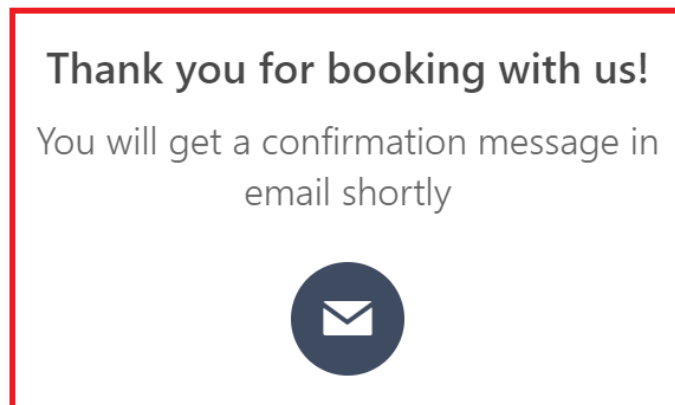 Thank you for booking with us!
You will get a confirmation message in
email shortly